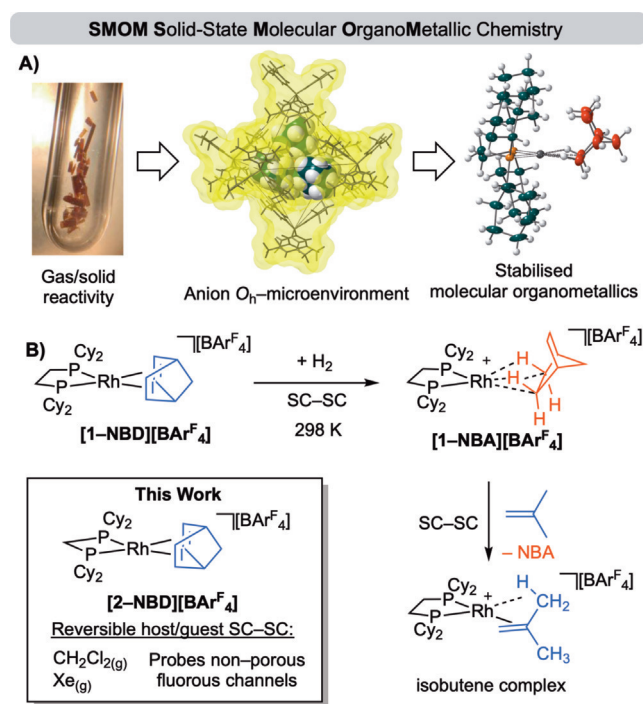 SMOM Solid-State Molecular OrganoMetallic Chemistry
A)
Gas/solid
reactivity
Anion Oh–microenvironment
Stabilised
molecular organometallics
B)
Cy2
P
Rh
P
Cy2
[BArF4]
[1–NBD][BArF4]
+ H2
SC–SC
298 K
Cy2
P
+
Rh
P
Cy2
H
H
H
H
[BArF4]
[1–NBA][BArF4]
This Work
Cy2
P
Rh
P
Cy2
[BArF4]
[2–NBD][BArF4]
Reversible host/guest SC–SC:
CH2Cl2(g) Probes non–porous
Xe(g) fluorous channels
SC–SC
– NBA
Cy2
P
+
Rh
P
Cy2
H
CH2
CH3
[BArF4]
isobutene complex